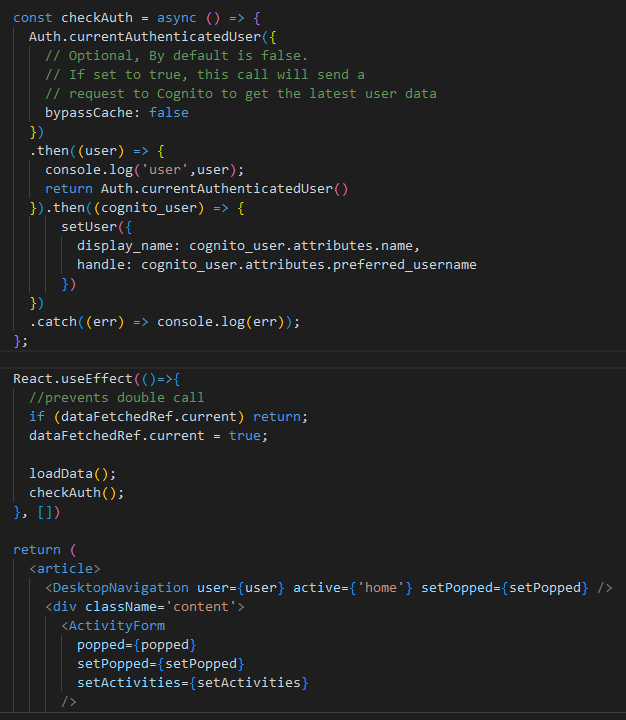 const checkAuth = async () => {
  Auth.currentAuthenticatedUser({
    // Optional, By default is false.
    // If set to true, this call will send a
    // request to Cognito to get the latest user data
    bypassCache: false
  })
  .then((user) => {
    console.log('user',user);
    return Auth.currentAuthenticatedUser()
  }).then((cognito_user) => {
      setUser({
        display_name: cognito_user.attributes.name,
        handle: cognito_user.attributes.preferred_username
      })
  })
  .catch((err) => console.log(err));
};
React.useEffect(()=>{
  //prevents double call
  if (dataFetchedRef.current) return;
  dataFetchedRef.current = true;
  loadData();
  checkAuth();
}, [])
return (
  <article>
    <DesktopNavigation user={user} active={'home'} setPopped={setPopped} />
    <div className='content'>
      <ActivityForm
        popped={popped}
        setPopped={setPopped}
        setActivities={setActivities}
      />